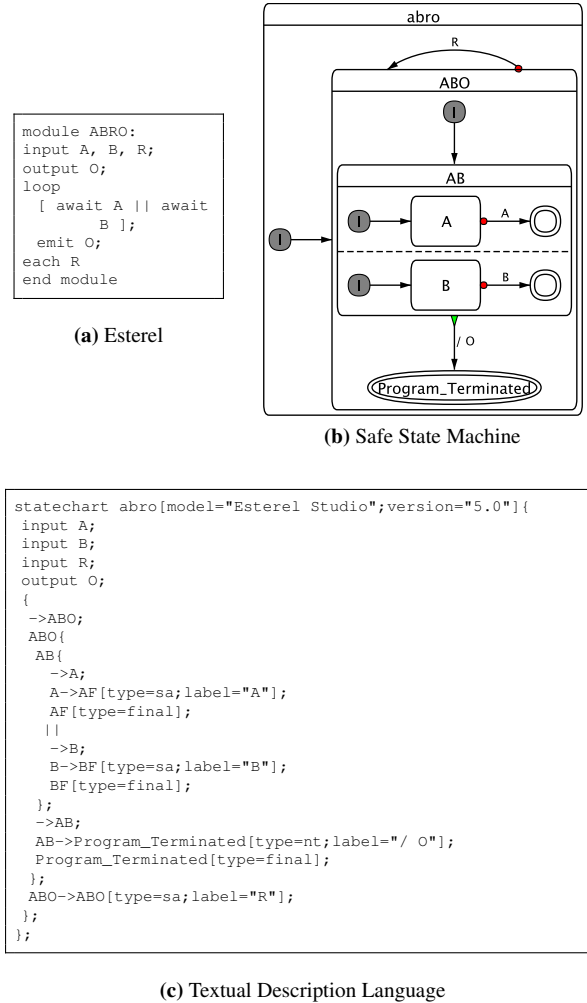 module ABRO:
input A, B, R;
output O;
loop
[ await A || await
B ];
emit O;
each R
end module
(a) Esterel
abro
R
ABO
I
AB
I
A
A
I
I
B
B
/ O
Program_Terminated
(b) Safe State Machine
statechart abro[model="Esterel Studio";version="5.0"]{
input A;
input B;
input R;
output O;
{
->ABO;
ABO{
AB{
->A;
A->AF[type=sa;label="A"];
AF[type=final];
||
->B;
B->BF[type=sa;label="B"];
BF[type=final];
};
->AB;
AB->Program_Terminated[type=nt;label="/ O"];
Program_Terminated[type=final];
};
ABO->ABO[type=sa;label="R"];
};
};
(c) Textual Description Language